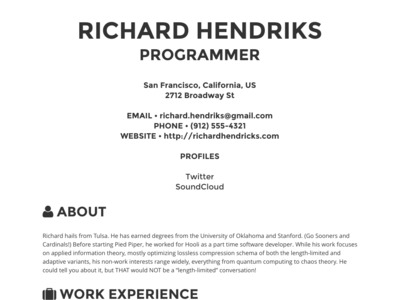 RICHARD HENDRIKS
PROGRAMMER
San Francisco, California, US
2712 Broadway St
EMAIL • richard.hendriks@gmail.com
PHONE • (912) 555-4321
WEBSITE • http://richardhendricks.com
PROFILES
Twitter
SoundCloud
ABOUT
Richard hails from Tulsa. He has earned degrees from the University of Oklahoma and Stanford. (Go Sooners and
Cardinals!) Before starting Pied Piper, he worked for Hooli as a part time software developer. While his work focuses
on applied information theory, mostly optimizing lossless compression schema of both the length-limited and
adaptive variants, his non-work interests range widely, everything from quantum computing to chaos theory. He
could tell you about it, but THAT would NOT be a "length-limited" conversation!
WORK EXPERIENCE